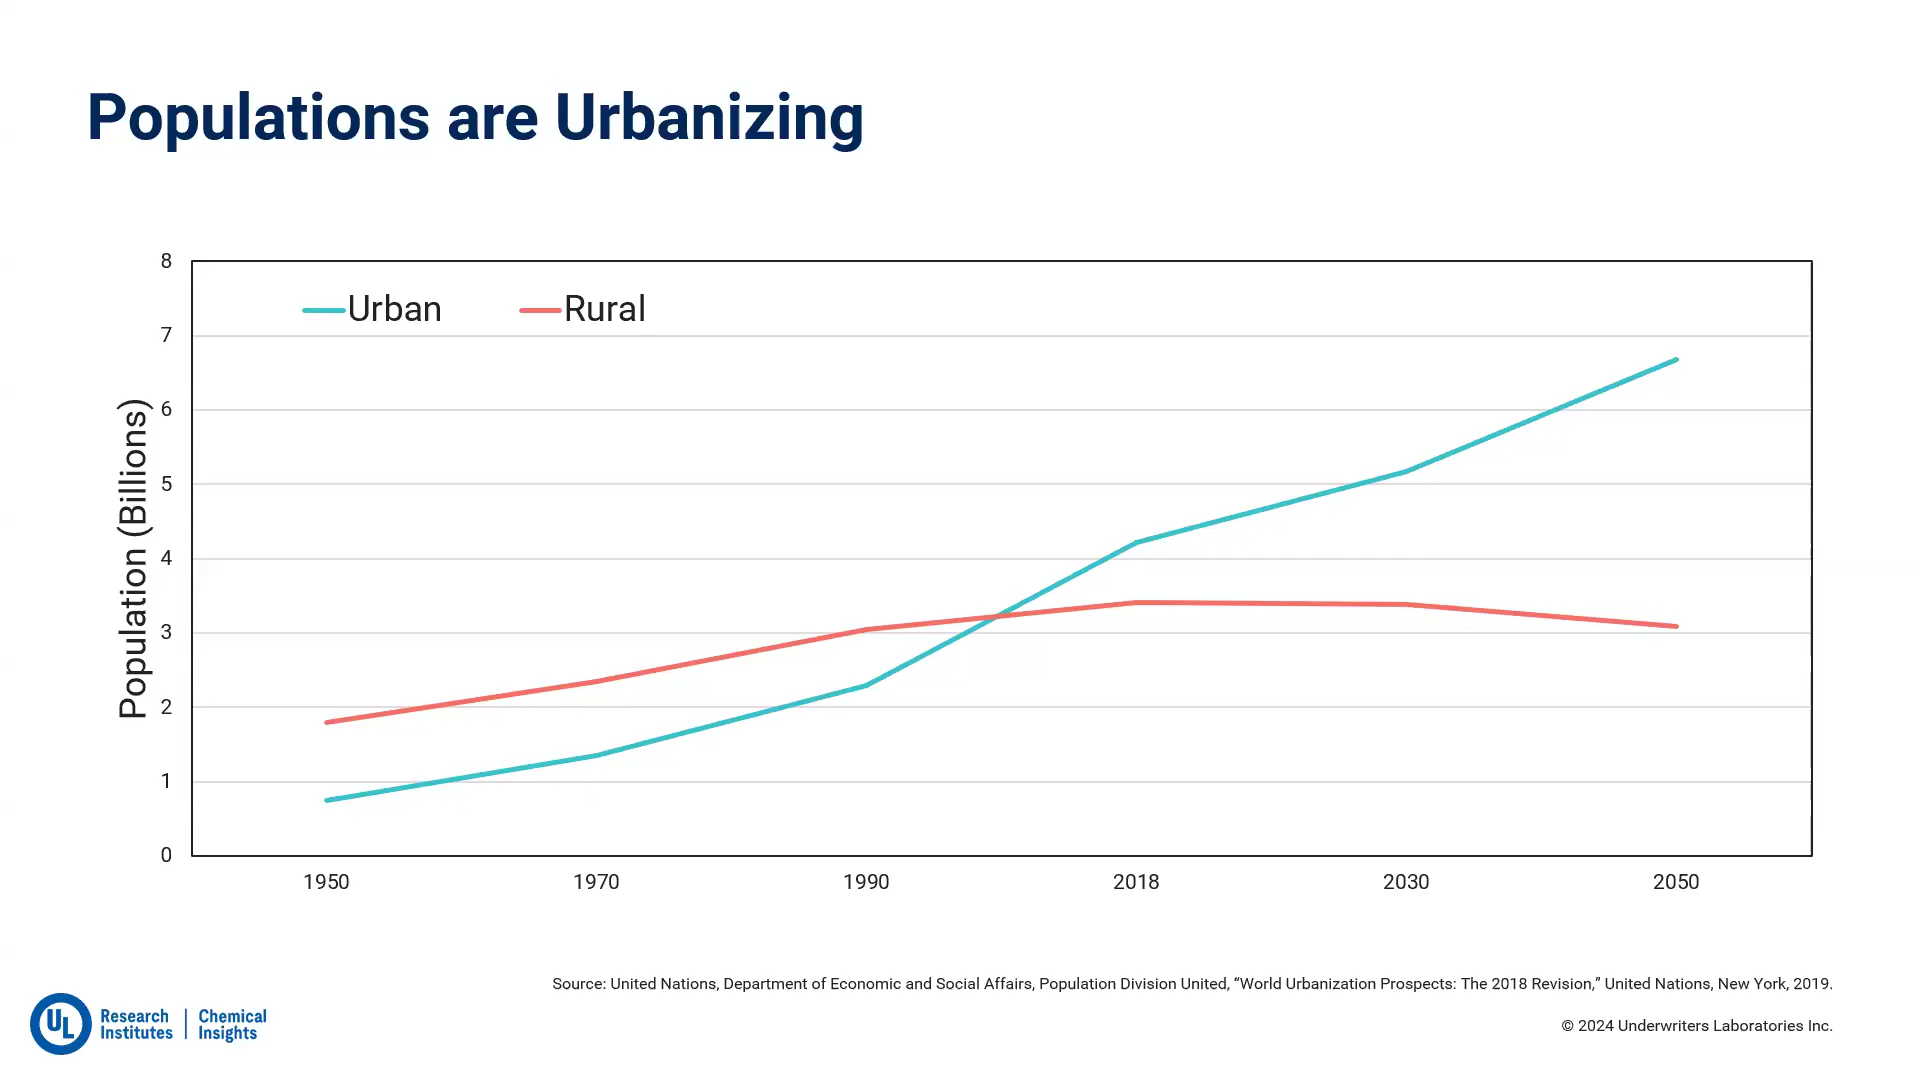 Populations are Urbanizing
8
Urban Rural
7
6
5
4
3
2
1
0
Population (Billions)
1950 1970 1990 2018 2030 2050
Source: United Nations, Department of Economic and Social Affairs, Population Division United, “World Urbanization Prospects: The 2018 Revision,” United Nations, New York, 2019.
UL Research Institutes | Chemical Insights
© 2024 Underwriters Laboratories Inc.